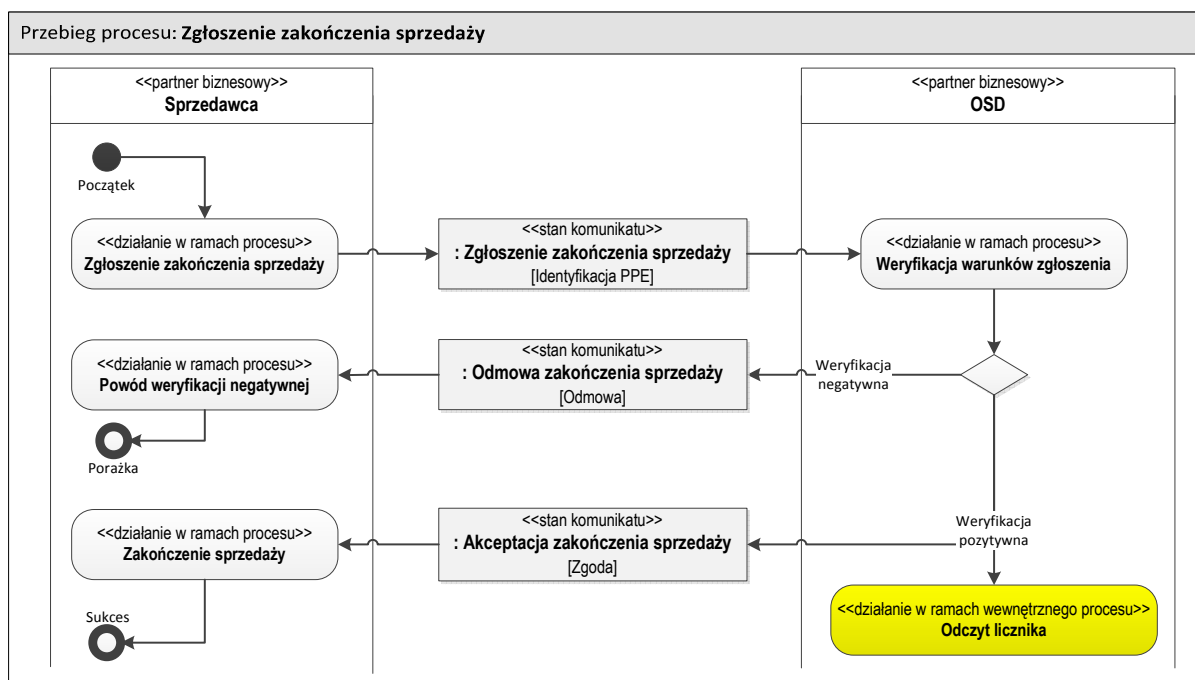 Przebieg procesu: Zgłoszenie zakończenia sprzedaży
<<partner biznesowy>>
Sprzedawca
<<partner biznesowy>>
OSD
Początek
<<działanie w ramach procesu>>
Zgłoszenie zakończenia sprzedaży
<<stan komunikatu>>
: Zgłoszenie zakończenia sprzedaży
[Identyfikacja PPE]
<<działanie w ramach procesu>>
Weryfikacja warunków zgłoszenia
<<działanie w ramach procesu>>
Powód weryfikacji negatywnej
<<stan komunikatu>>
: Odmowa zakończenia sprzedaży
[Odmowa]
Weryfikacja
negatywna
Porażka
<<działanie w ramach procesu>>
Zakończenie sprzedaży
<<stan komunikatu>>
: Akceptacja zakończenia sprzedaży
[Zgoda]
Weryfikacja
pozytywna
Sukces
<<działanie w ramach wewnętrznego procesu>>
Odczyt licznika